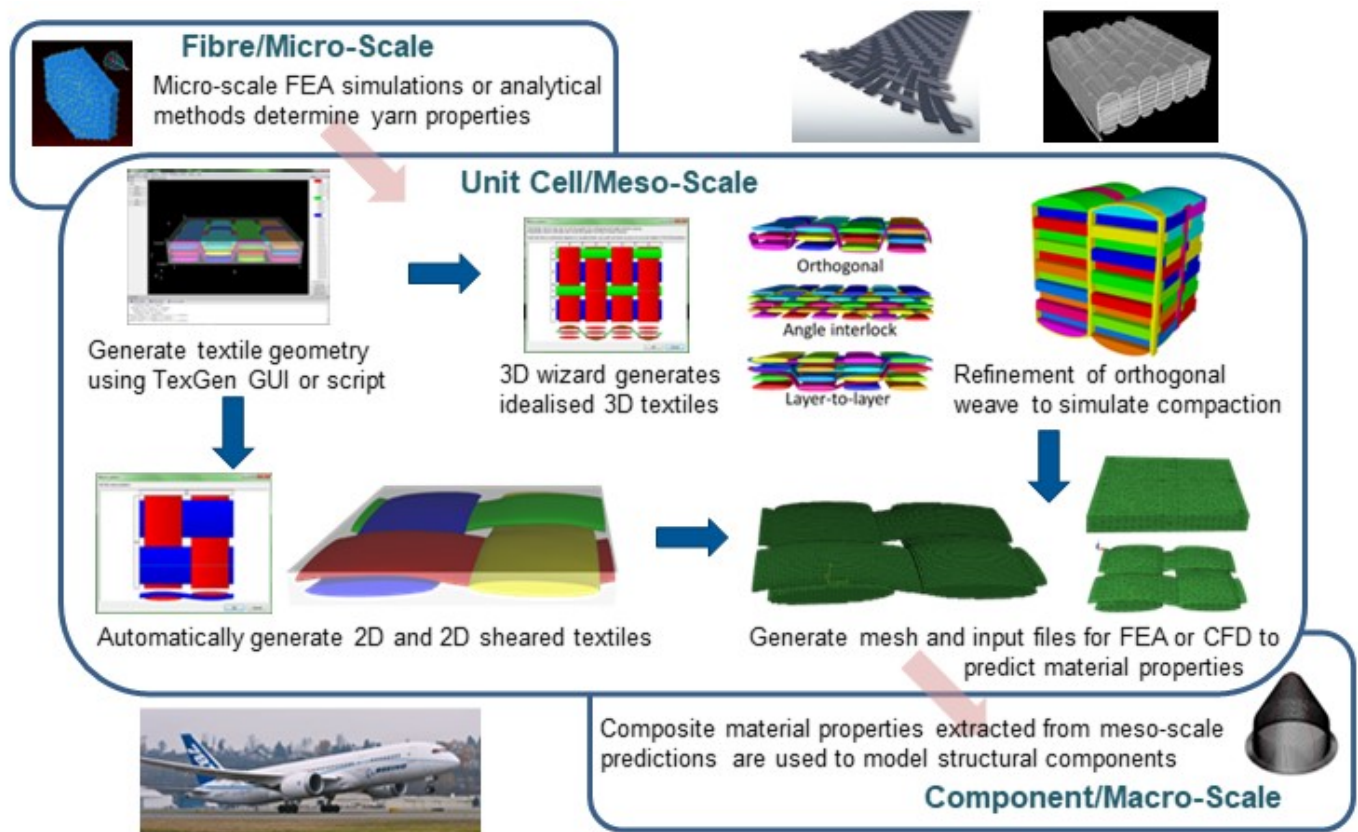 Fibre/Micro-Scale
Micro-scale FEA simulations or analytical
methods determine yarn properties
Unit Cell/Meso-Scale
Orthogonal
Angle interlock
Layer-to-layer
Generate textile geometry
using TexGen GUI or script
3D wizard generates
idealised 3D textiles
Refinement of orthogonal
weave to simulate compaction
Automatically generate 2D and 2D sheared textiles
Generate mesh and input files for FEA or CFD to
predict material properties
BOEING
Composite material properties extracted from meso-scale
predictions are used to model structural components
Component/Macro-Scale